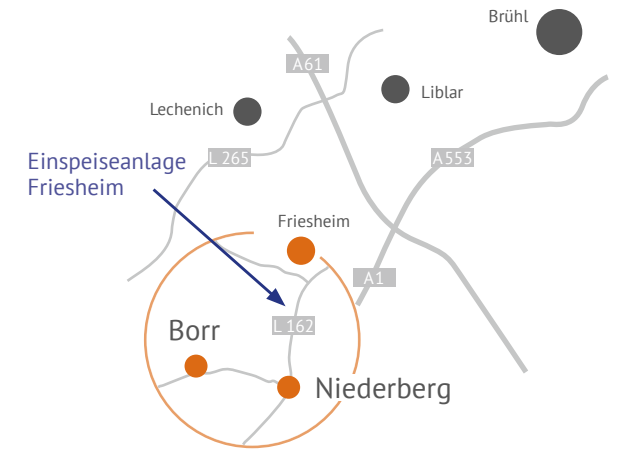 Brühl
A61
Liblar
Lechenich
L 265
A553
Einspeiseanlage
Friesheim
Friesheim
A1
L 162
Borr
Niederberg